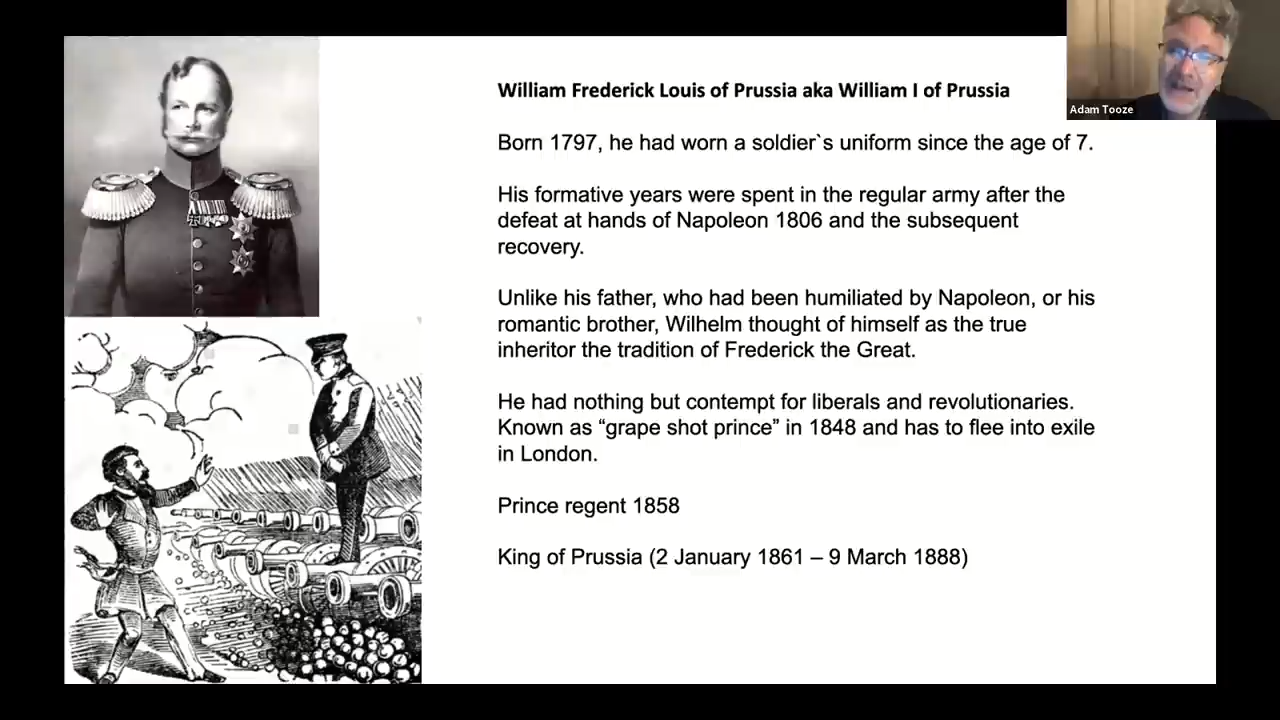 Adam Tooze
William Frederick Louis of Prussia aka William I of Prussia
Born 1797, he had worn a soldier`s uniform since the age of 7.
His formative years were spent in the regular army after the
defeat at hands of Napoleon 1806 and the subsequent
recovery.
Unlike his father, who had been humiliated by Napoleon, or his
romantic brother, Wilhelm thought of himself as the true
inheritor the tradition of Frederick the Great.
He had nothing but contempt for liberals and revolutionaries.
Known as “grape shot prince” in 1848 and has to flee into exile
in London.
Prince regent 1858
King of Prussia (2 January 1861 – 9 March 1888)